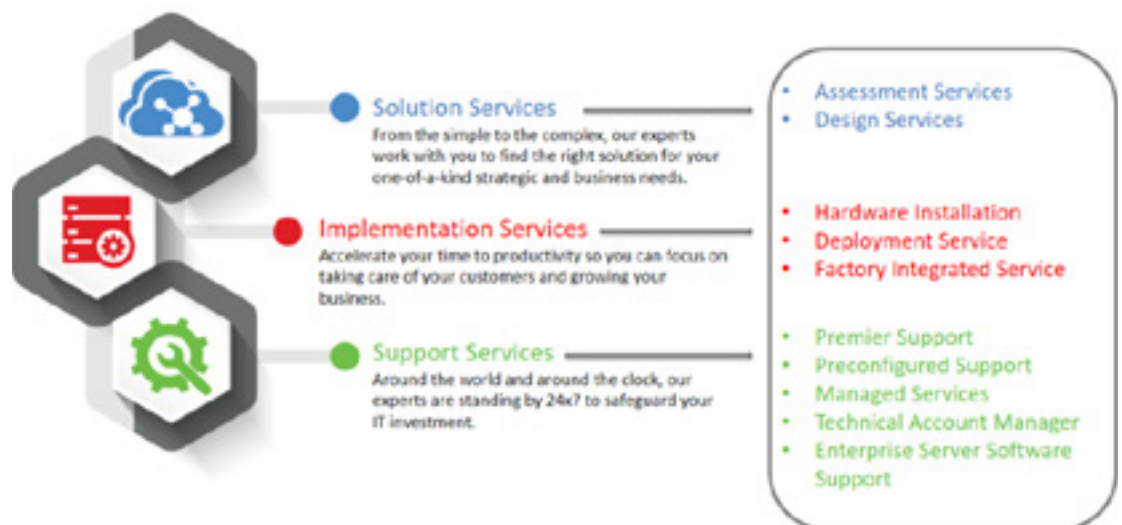 Solution Services
From the simple to the complex, our experts
work with you to find the right solution for your
one-of-a-kind strategic and business needs.
• Assessment Services
• Design Services
Implementation Services
Accelerate your time to productivity so you can focus on
taking care of your customers and growing your
business.
• Hardware Installation
• Deployment Service
• Factory Integrated Service
Support Services
Around the world and around the clock, our
experts are standing by 24x7 to safeguard your
IT investment.
• Premier Support
• Preconfigured Support
• Managed Services
• Technical Account Manager
• Enterprise Server Software
Support